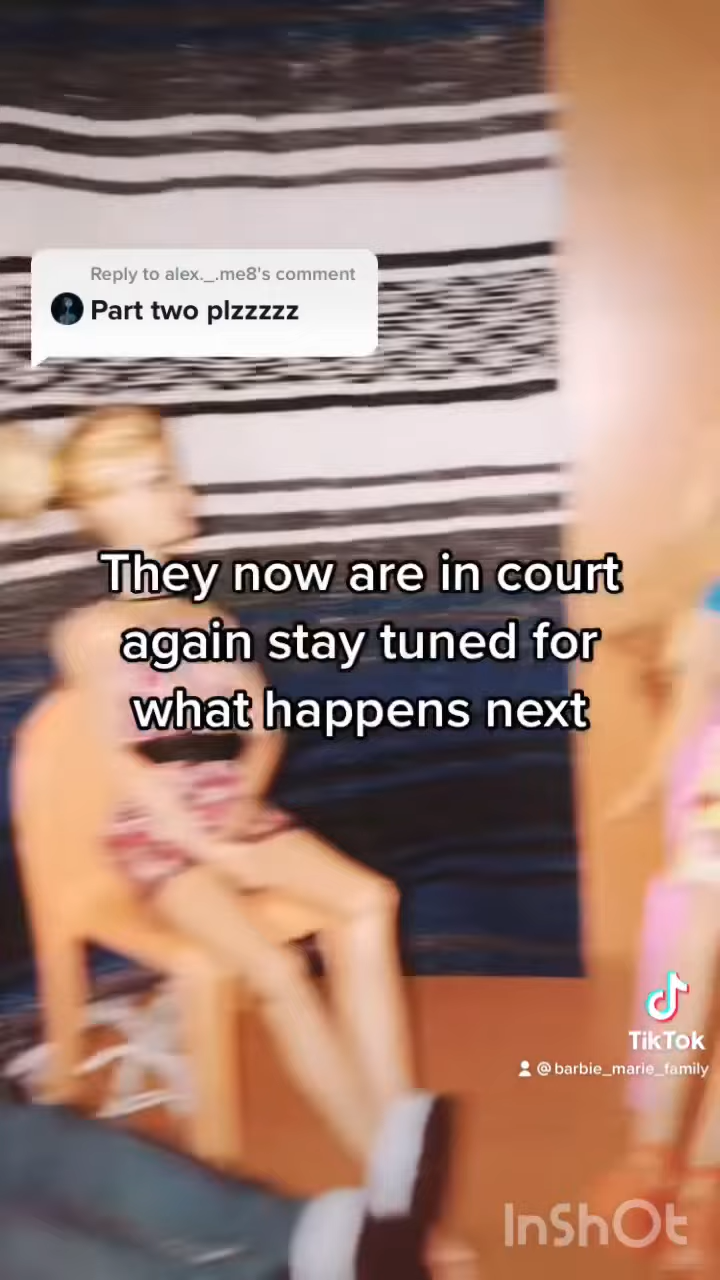 Reply to alex._.me8's comment
Part two plzzzzz
They now are in court
again stay tuned for
what happens next
TikTok
@barbie_marie_family
InShOt